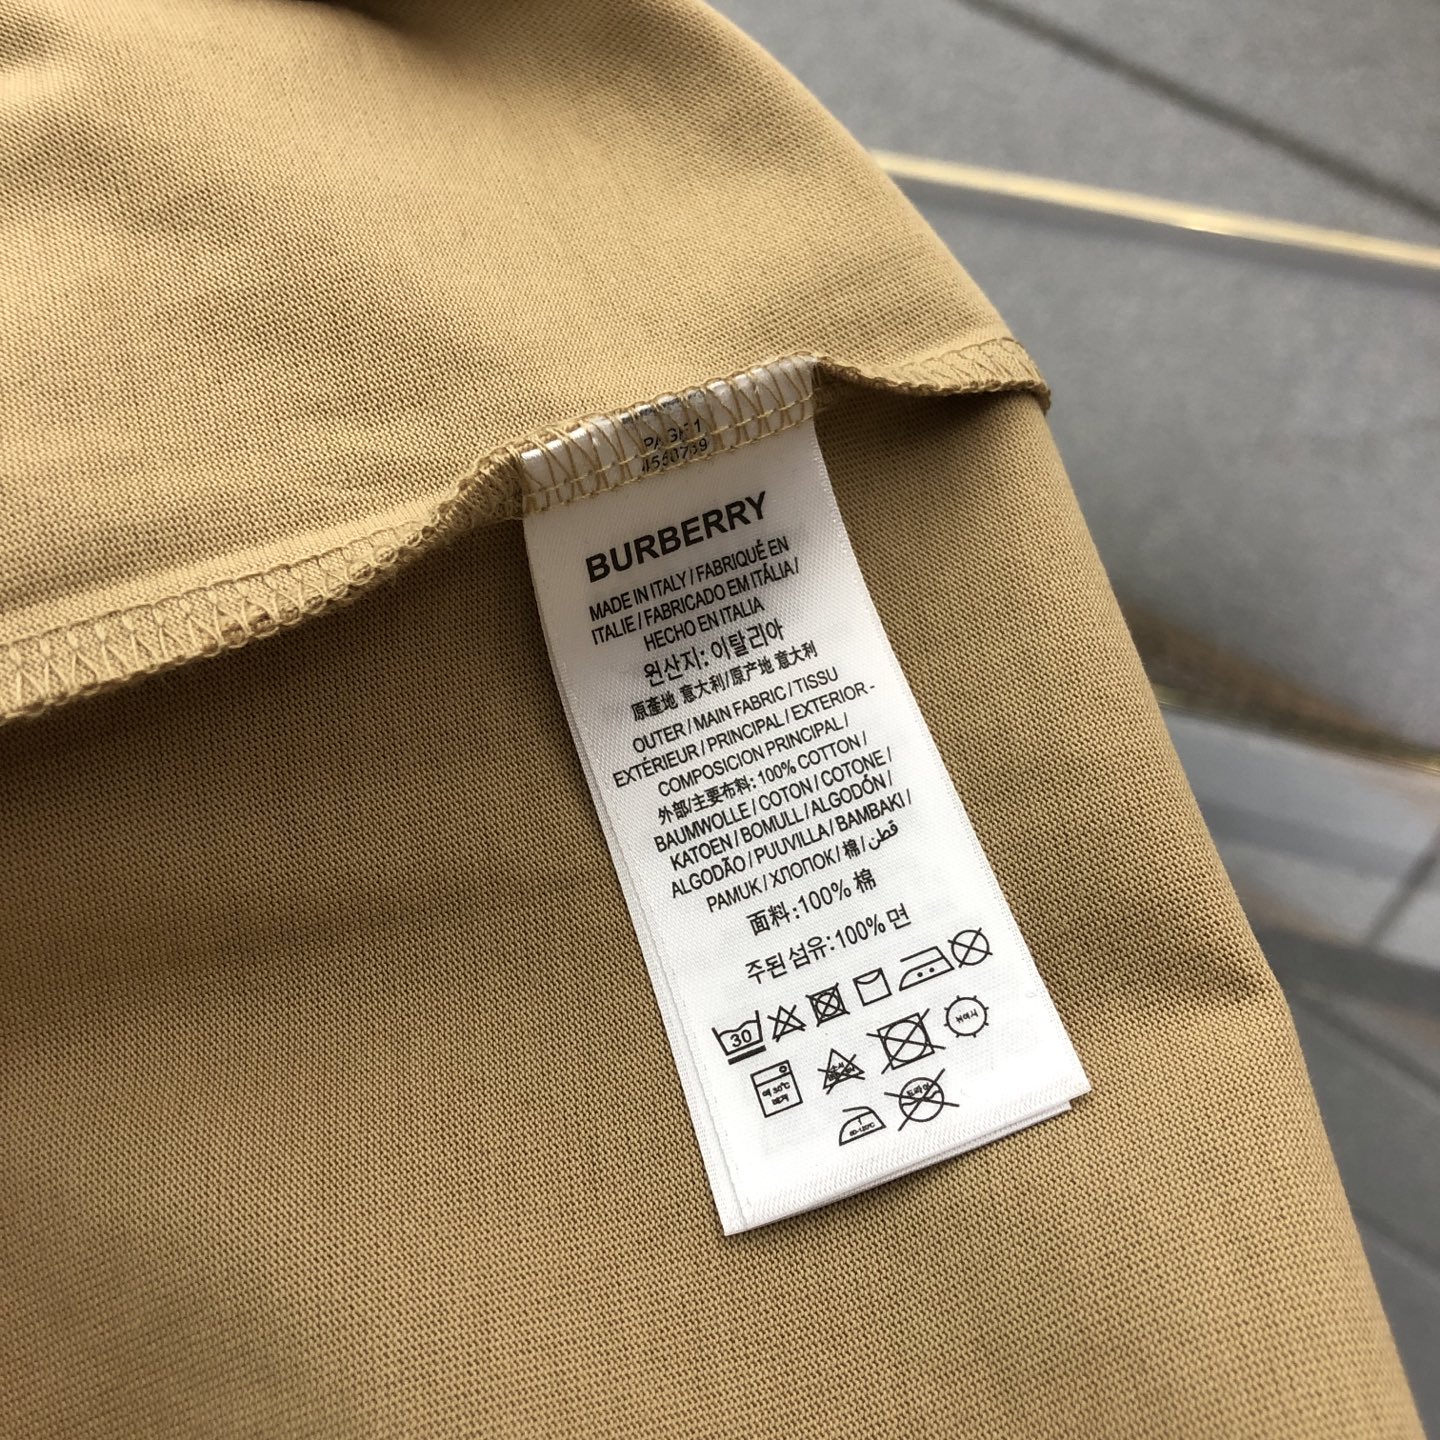 PAGE 1
BURBERRY
MADE IN ITALY / FABRIQUÉ EN
ITALIE / FABRICADO EM ITÁLIA /
HECHO EN ITALIA
원산지: 이탈리아
原產地 意大利/原产地 意大利
OUTER / MAIN FABRIC / TISSU
EXTÉRIEUR / PRINCIPAL / EXTERIOR -
COMPOSICION PRINCIPAL /
外部/主要布料: 100% COTTON /
BAUMWOLLE / COTON / COTONE /
KATOEN / BOMULL / ALGODÓN /
ALGODÃO / PUUVILLA / BAMBAKI /
PAMUK / ХЛОПОК / 棉 / قطن
面料: 100% 棉
주된 섬유: 100% 면
30